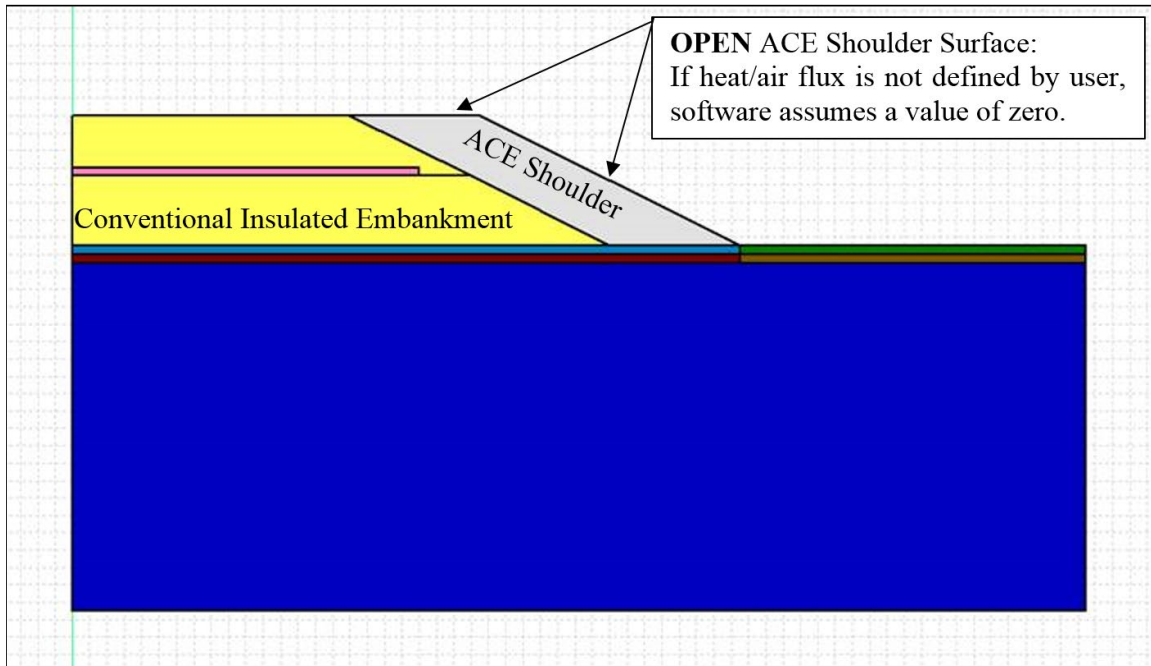 OPEN ACE Shoulder Surface:
If heat/air flux is not defined by user,
software assumes a value of zero.
ACE Shoulder
Conventional Insulated Embankment